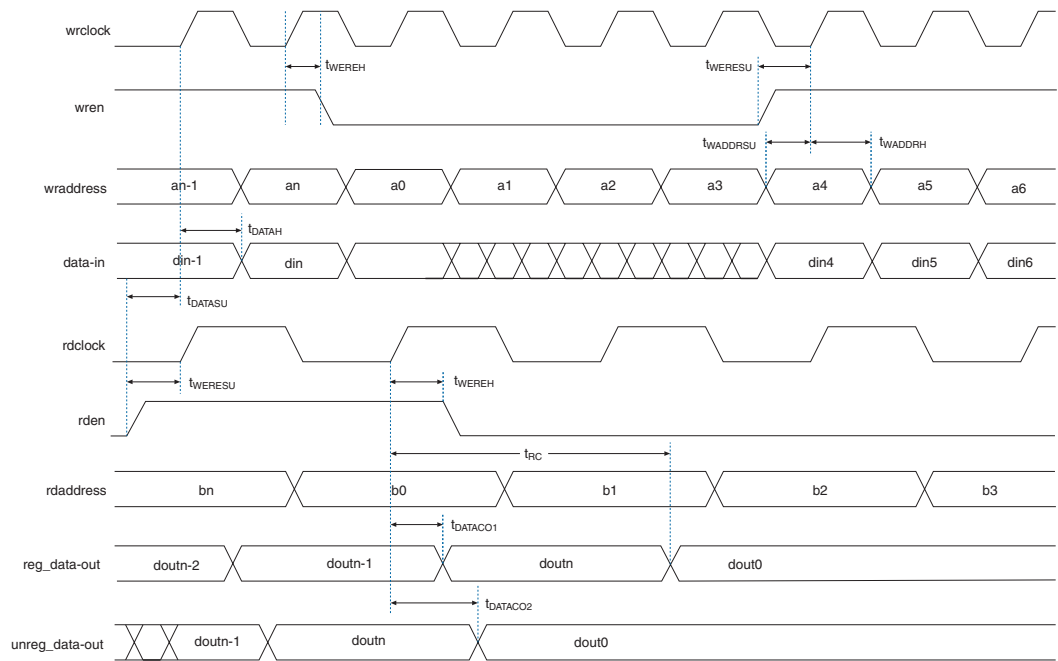 wrclock
tWEREH tWERESU
wren
tWADDRSU tWADDRH
wraddress an-1 an a0 a1 a2 a3 a4 a5 a6
tDATAH
data-in din-1 din din4 din5 din6
tDATASU
rdclock
tWERESU tWEREH
rden
tRC
rdaddress bn b0 b1 b2 b3
tDATACO1
reg_data-out doutn-2 doutn-1 doutn dout0
tDATACO2
unreg_data-out doutn-1 doutn dout0